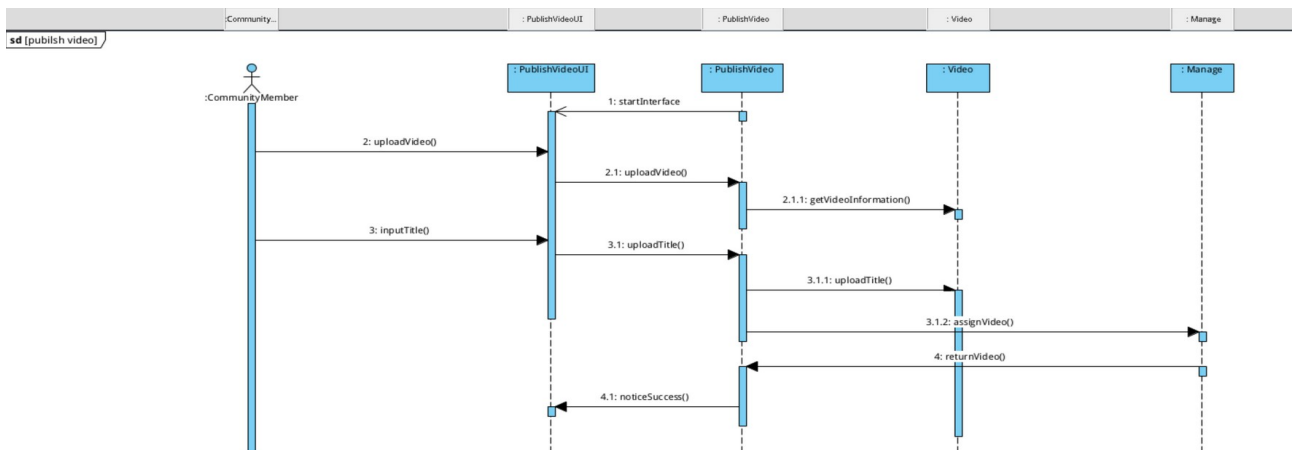 :Community...
: PublishVideoUI
: PublishVideo
: Video
: Manage
sd [pubilsh video]
:CommunityMember
: PublishVideoUI
: PublishVideo
: Video
: Manage
1: startInterface
2: uploadVideo()
2.1: uploadVideo()
2.1.1: getVideoInformation()
3: inputTitle()
3.1: uploadTitle()
3.1.1: uploadTitle()
3.1.2: assignVideo()
4: returnVideo()
4.1: noticeSuccess()